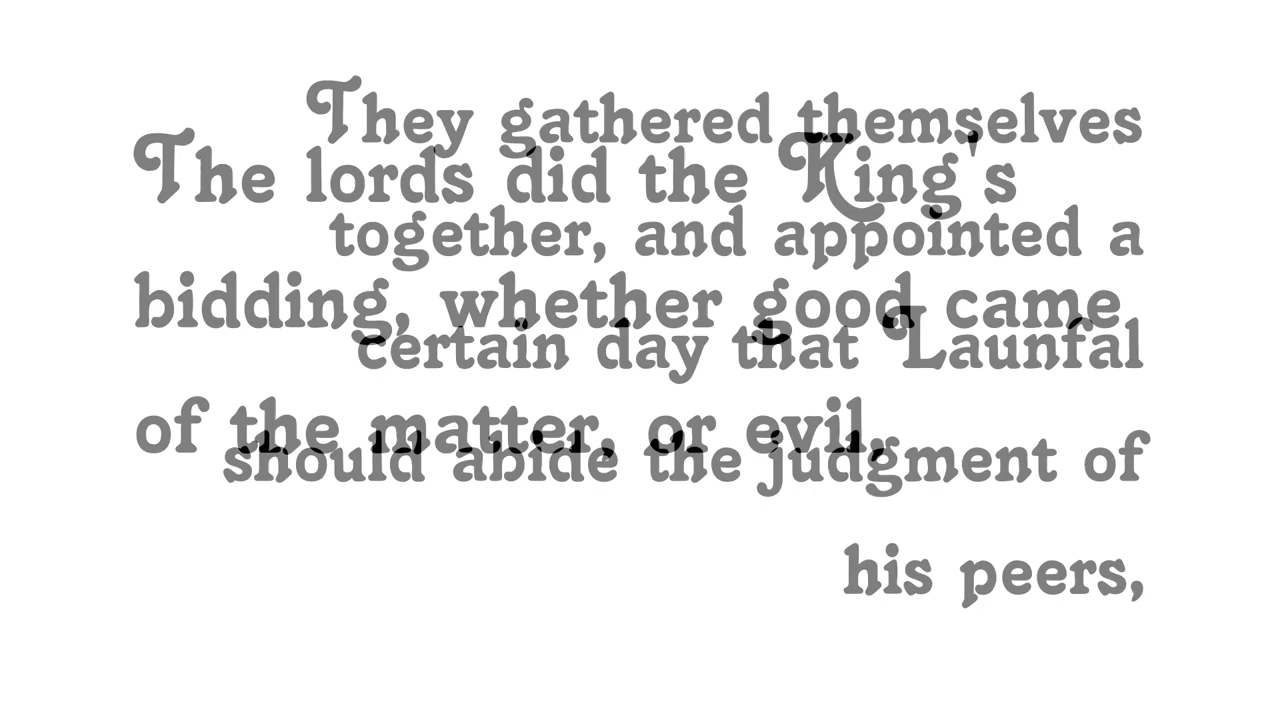 The lords did the King's
bidding, whether good came
of the matter, or evil.
They gathered themselves
together, and appointed a
certain day that Launfal
should abide the judgment of
his peers,